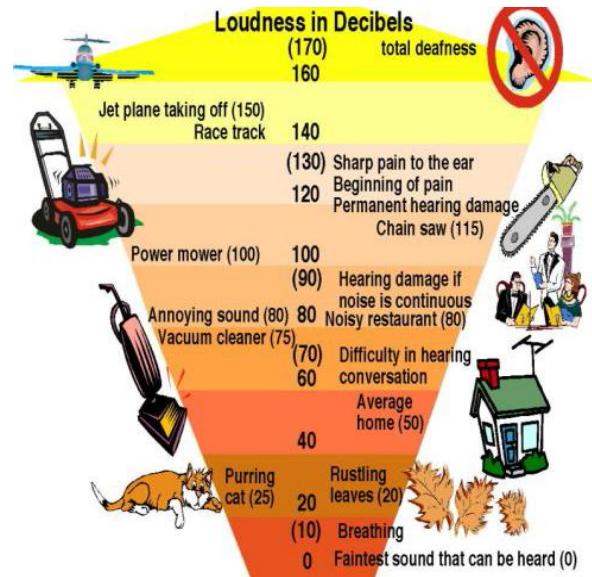 Loudness in Decibels
(170) total deafness
160
Jet plane taking off (150)
Race track 140
(130) Sharp pain to the ear
Beginning of pain
120
Permanent hearing damage
Chain saw (115)
Power mower (100) 100
(90) Hearing damage if
noise is continuous
Annoying sound (80) 80 Noisy restaurant (80)
Vacuum cleaner (75)
(70) Difficulty in hearing
60 conversation
Average
home (50)
40
Purring Rustling
cat (25) 20 leaves (20)
(10) Breathing
0 Faintest sound that can be heard (0)